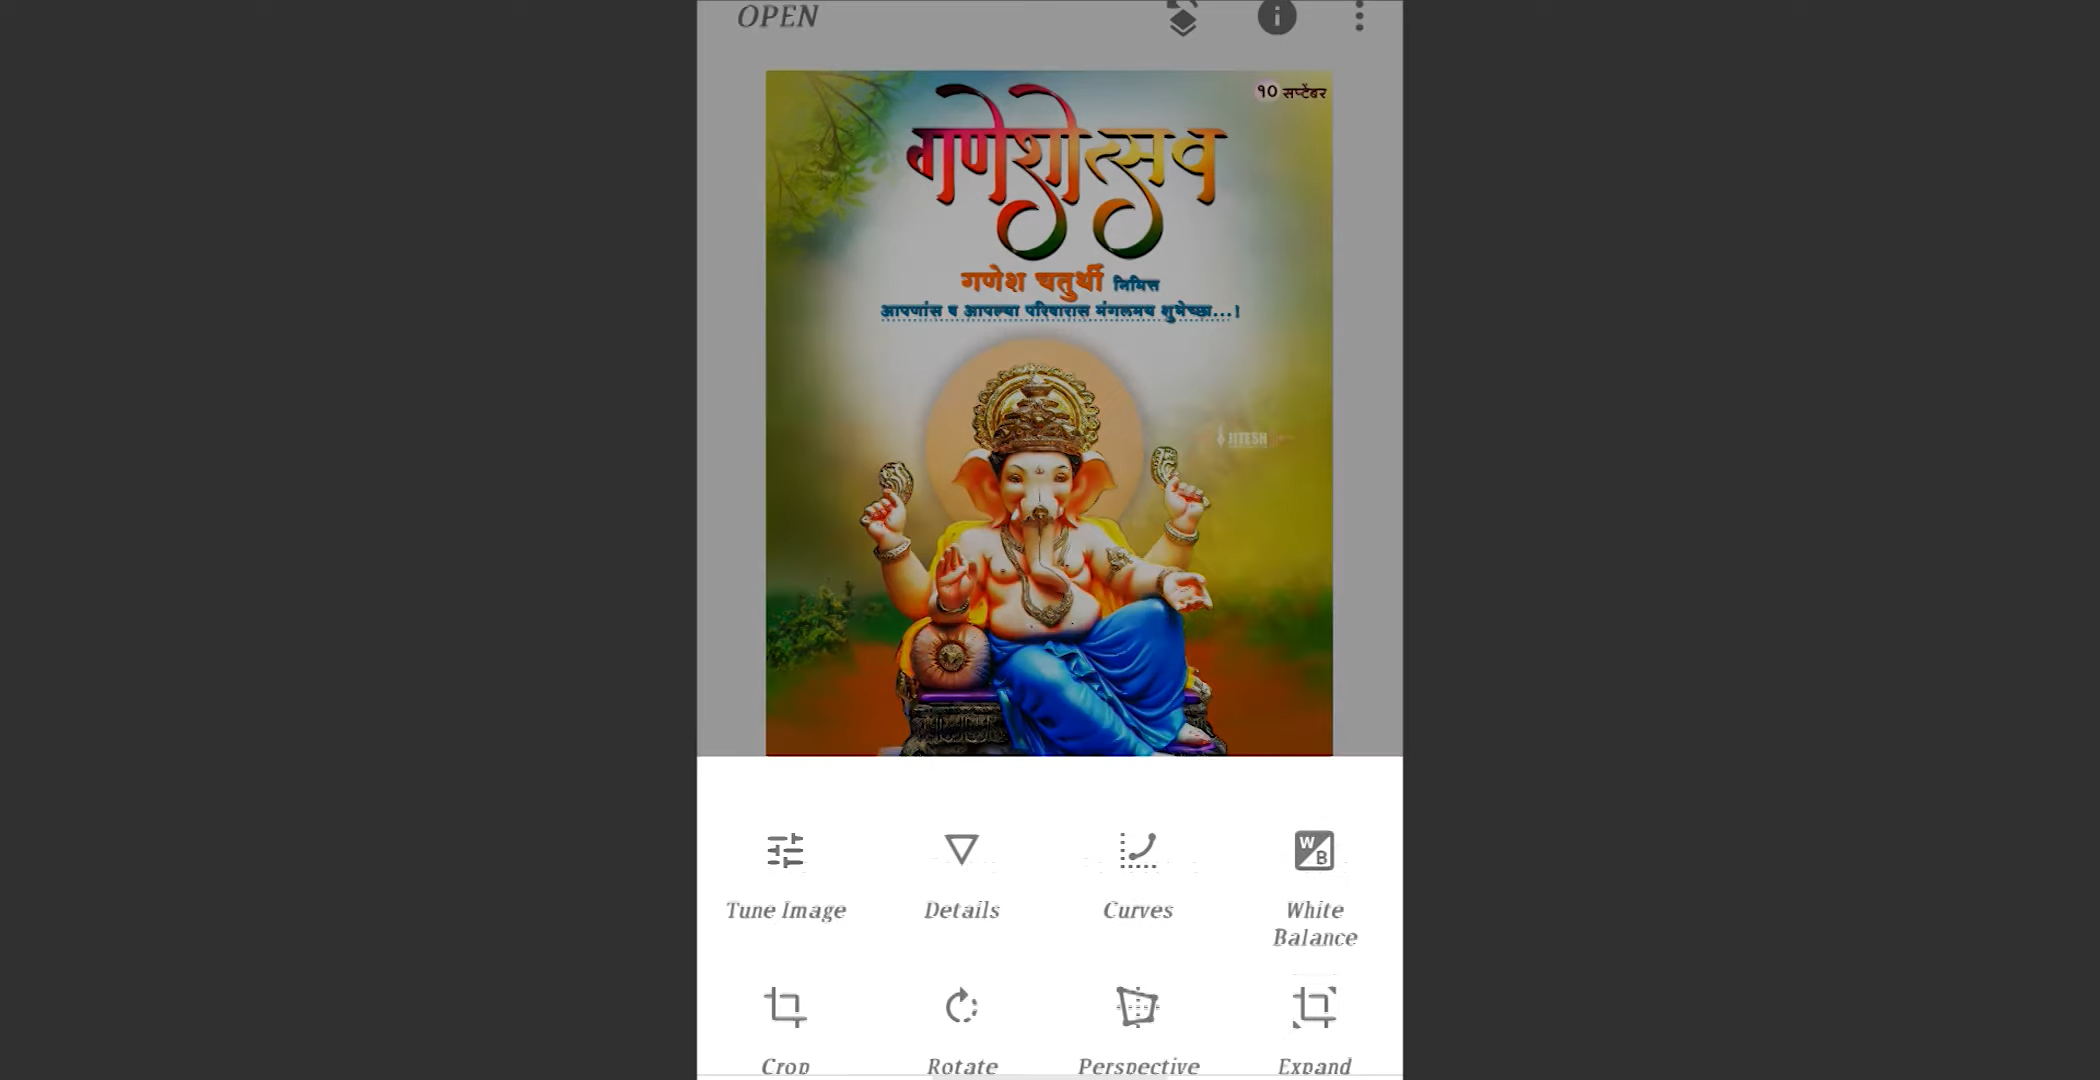 OPEN
१० सप्टेंबर
गणेशोत्सव
गणेश चतुर्थी निमित्त
आपणांस व आपल्या परिवारास मंगलमय शुभेच्छा...!
JITESH
Tune Image
Details
Curves
White
Balance
Crop
Rotate
Perspective
Expand